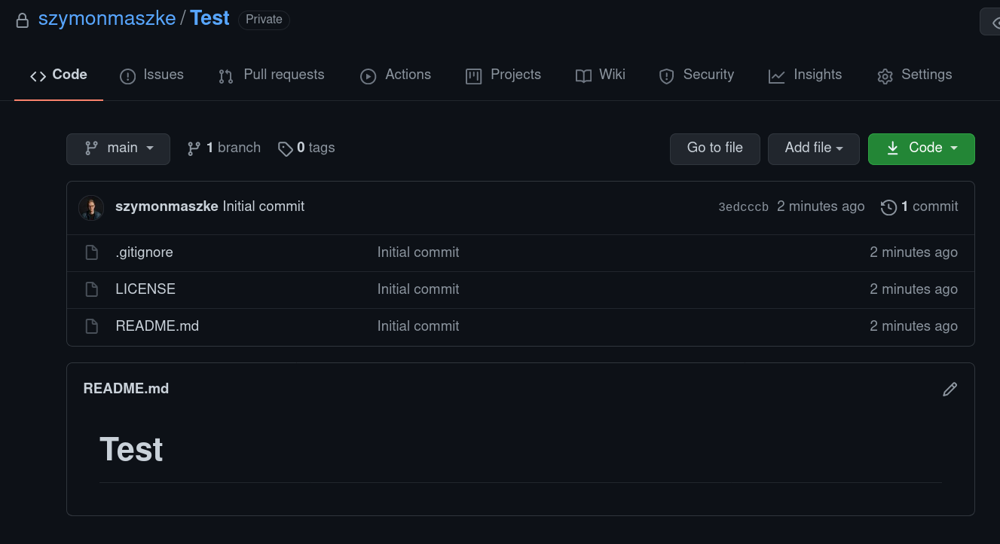 szymonmaszke / Test Private
Code Issues Pull requests Actions Projects Wiki Security Insights Settings
main 1 branch 0 tags Go to file Add file Code
szymonmaszke Initial commit 3edcccb 2 minutes ago 1 commit
.gitignore Initial commit 2 minutes ago
LICENSE Initial commit 2 minutes ago
README.md Initial commit 2 minutes ago
README.md
Test